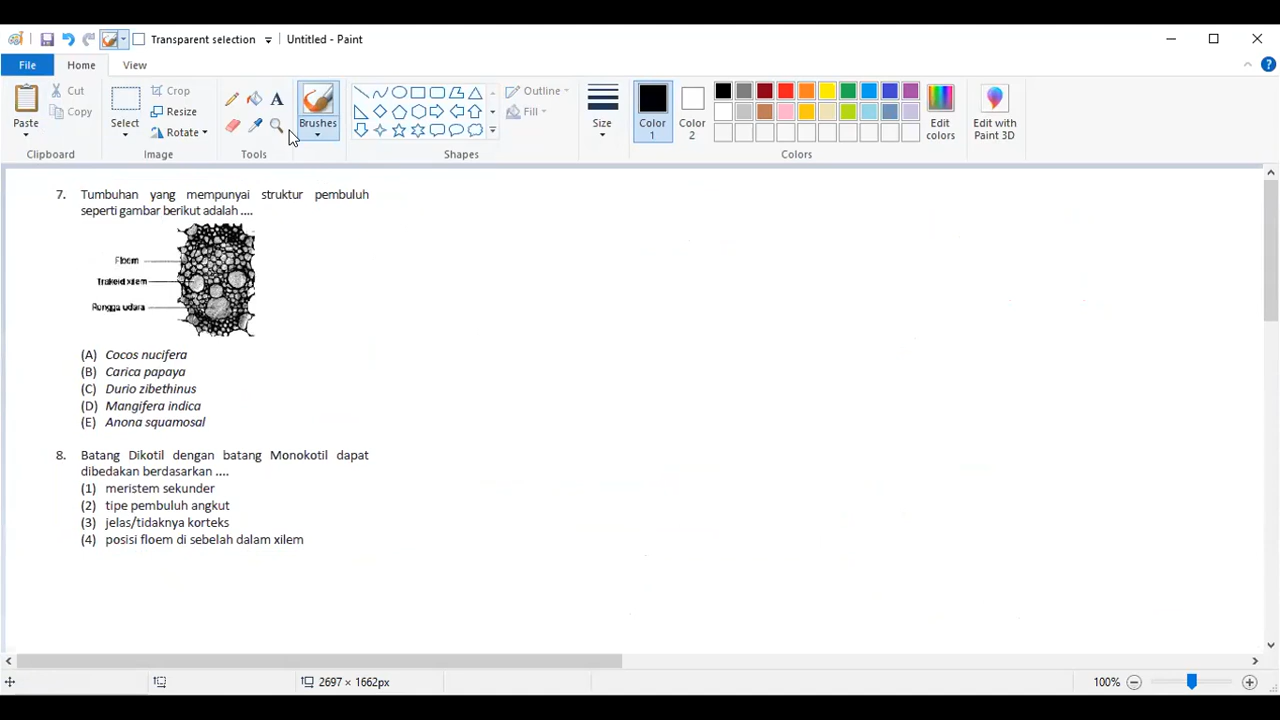 Transparent selection
Untitled - Paint
File
Home
View
Paste
Cut
Copy
Clipboard
Select
Crop
Resize
Rotate
Image
A
Tools
Brushes
Outline
Fill
Shapes
Size
Color 1
Color 2
Edit colors
Colors
Edit with Paint 3D
7. Tumbuhan yang mempunyai struktur pembuluh
seperti gambar berikut adalah ....
Floem
Trakeid xilem
Rongga udara
(A) Cocos nucifera
(B) Carica papaya
(C) Durio zibethinus
(D) Mangifera indica
(E) Anona squamosal
8. Batang Dikotil dengan batang Monokotil dapat
dibedakan berdasarkan ....
(1) meristem sekunder
(2) tipe pembuluh angkut
(3) jelas/tidaknya korteks
(4) posisi floem di sebelah dalam xilem
2697 × 1662px
100%